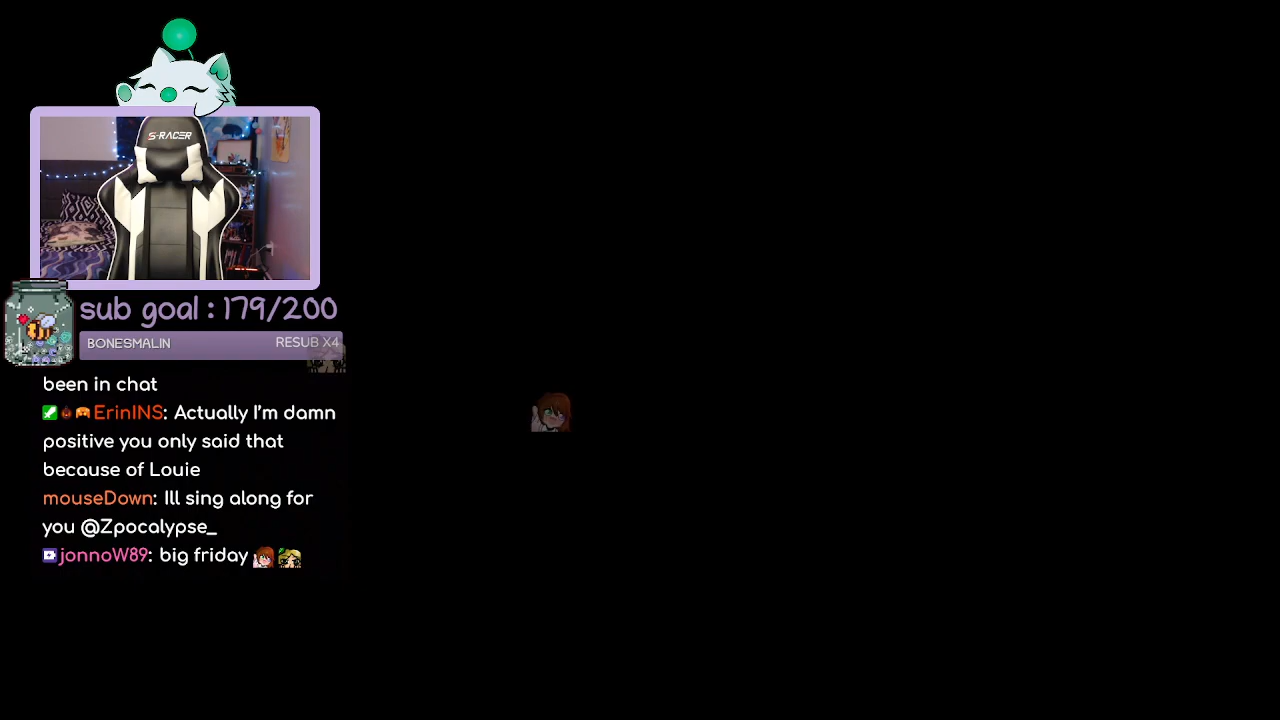 S-RACER
sub goal : 179/200
BONESMALIN RESUB X4
been in chat
ErinINS: Actually I'm damn
positive you only said that
because of Louie
mouseDown: Ill sing along for
you @Zpocalypse_
jonnoW89: big friday